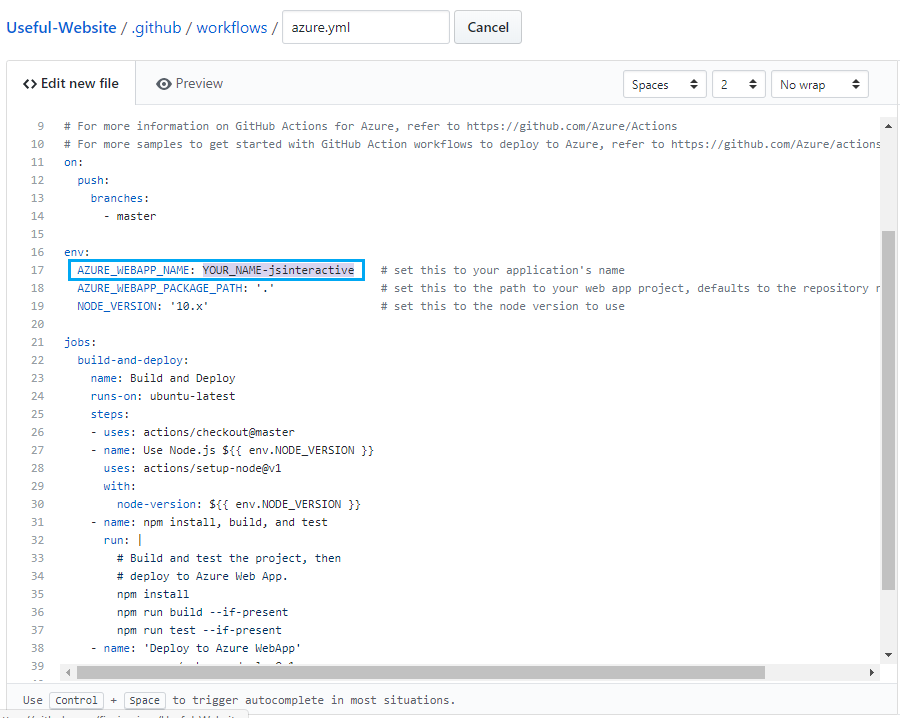 Useful-Website / .github / workflows / azure.yml Cancel
<> Edit new file Preview Spaces 2 No wrap
9 # For more information on GitHub Actions for Azure, refer to https://github.com/Azure/Actions
10 # For more samples to get started with GitHub Action workflows to deploy to Azure, refer to https://github.com/Azure/actions
11 on:
12 push:
13 branches:
14 - master
15
16 env:
17 AZURE_WEBAPP_NAME: YOUR_NAME-jsinteractive # set this to your application's name
18 AZURE_WEBAPP_PACKAGE_PATH: '.' # set this to the path to your web app project, defaults to the repository
19 NODE_VERSION: '10.x' # set this to the node version to use
20
21 jobs:
22 build-and-deploy:
23 name: Build and Deploy
24 runs-on: ubuntu-latest
25 steps:
26 - uses: actions/checkout@master
27 - name: Use Node.js ${{ env.NODE_VERSION }}
28 uses: actions/setup-node@v1
29 with:
30 node-version: ${{ env.NODE_VERSION }}
31 - name: npm install, build, and test
32 run: |
33 # Build and test the project, then
34 # deploy to Azure Web App.
35 npm install
36 npm run build --if-present
37 npm run test --if-present
38 - name: 'Deploy to Azure WebApp'
39
Use Control + Space to trigger autocomplete in most situations.